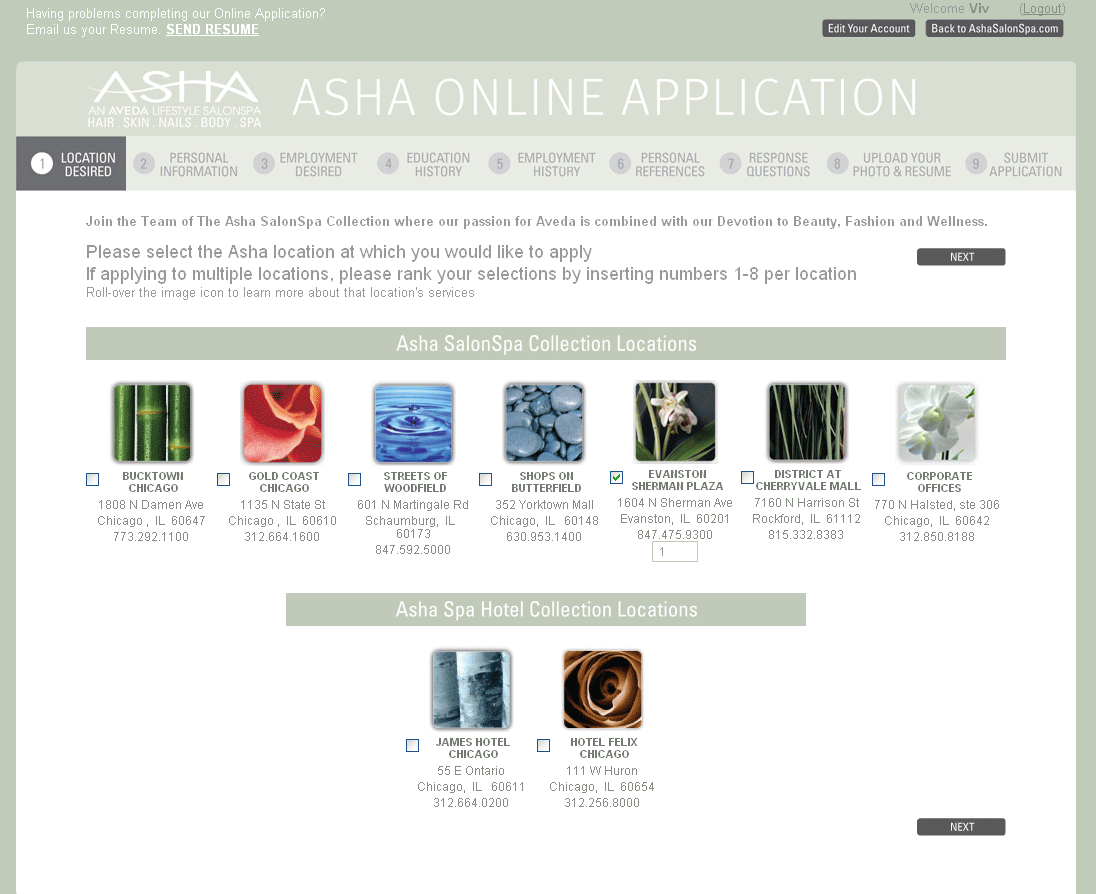 Having problems completing our Online Application?
Email us your Resume. SEND RESUME
Welcome Viv (Logout)
Edit Your Account Back to AshaSalonSpa.com
ASHA
AN AVEDA LIFESTYLE SALONSPA
HAIR . SKIN . NAILS . BODY . SPA
ASHA ONLINE APPLICATION
1 LOCATION DESIRED
2 PERSONAL INFORMATION
3 EMPLOYMENT DESIRED
4 EDUCATION HISTORY
5 EMPLOYMENT HISTORY
6 PERSONAL REFERENCES
7 RESPONSE QUESTIONS
8 UPLOAD YOUR PHOTO & RESUME
9 SUBMIT APPLICATION
Join the Team of The Asha SalonSpa Collection where our passion for Aveda is combined with our Devotion to Beauty, Fashion and Wellness.
Please select the Asha location at which you would like to apply
If applying to multiple locations, please rank your selections by inserting numbers 1-8 per location
Roll-over the image icon to learn more about that location's services
NEXT
Asha SalonSpa Collection Locations
BUCKTOWN
CHICAGO
1808 N Damen Ave
Chicago , IL 60647
773.292.1100
GOLD COAST
CHICAGO
1135 N State St
Chicago , IL 60610
312.664.1600
STREETS OF
WOODFIELD
601 N Martingale Rd
Schaumburg, IL
60173
847.592.5000
SHOPS ON
BUTTERFIELD
352 Yorktown Mall
Chicago, IL 60148
630.953.1400
EVANSTON
SHERMAN PLAZA
1604 N Sherman Ave
Evanston, IL 60201
847.475.9300
1
DISTRICT AT
CHERRYVALE MALL
7160 N Harrison St
Rockford, IL 61112
815.332.8383
CORPORATE
OFFICES
770 N Halsted, ste 306
Chicago, IL 60642
312.850.8188
Asha Spa Hotel Collection Locations
JAMES HOTEL
CHICAGO
55 E Ontario
Chicago, IL 60611
312.664.0200
HOTEL FELIX
CHICAGO
111 W Huron
Chicago, IL 60654
312.256.8000
NEXT